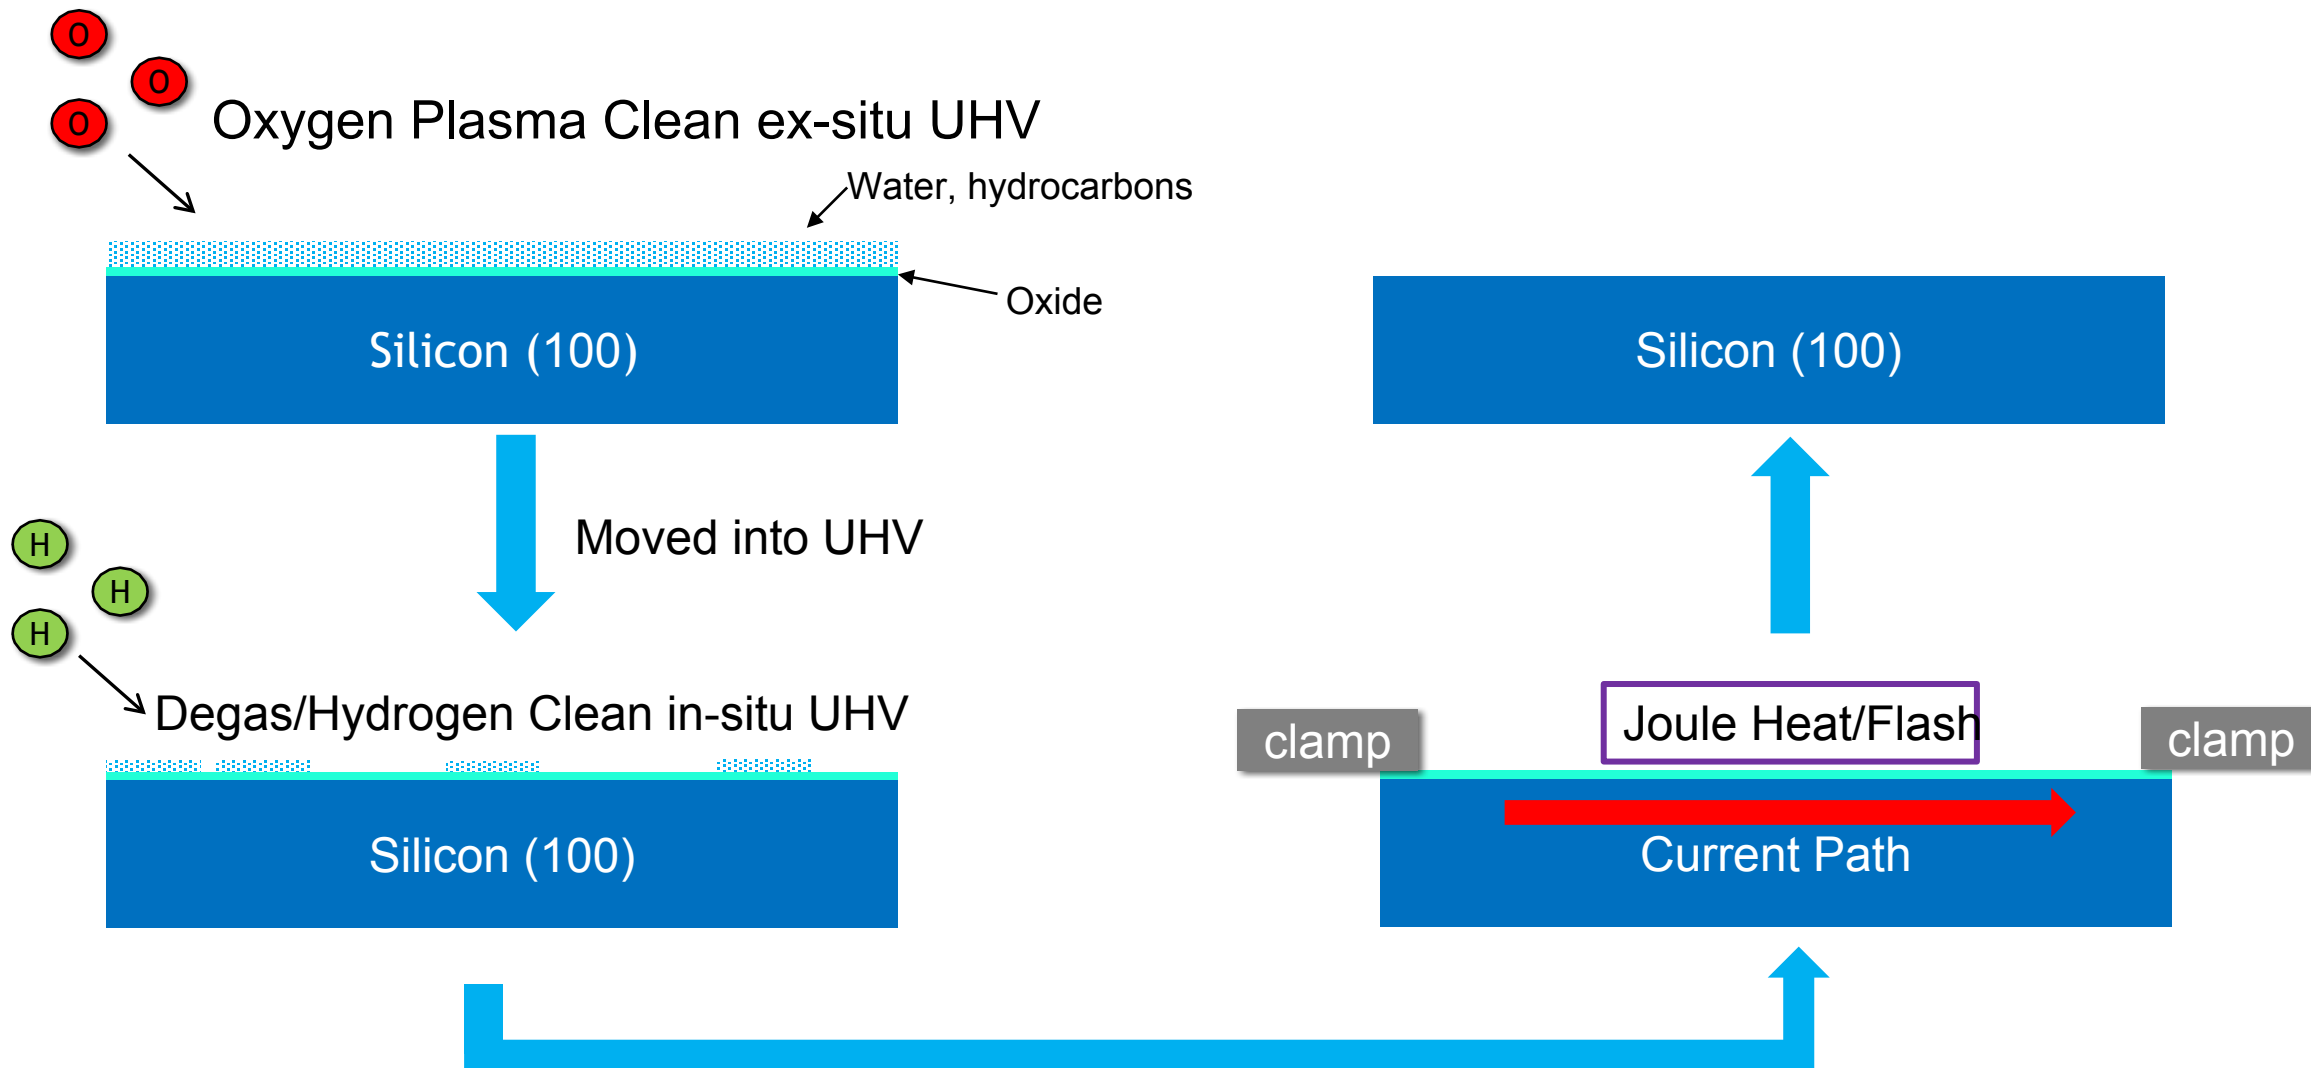 O
O
O
Oxygen Plasma Clean ex-situ UHV
Water, hydrocarbons
Oxide
Silicon (100)
Silicon (100)
Moved into UHV
H
H
H
Degas/Hydrogen Clean in-situ UHV
Silicon (100)
clamp
Joule Heat/Flash
clamp
Current Path